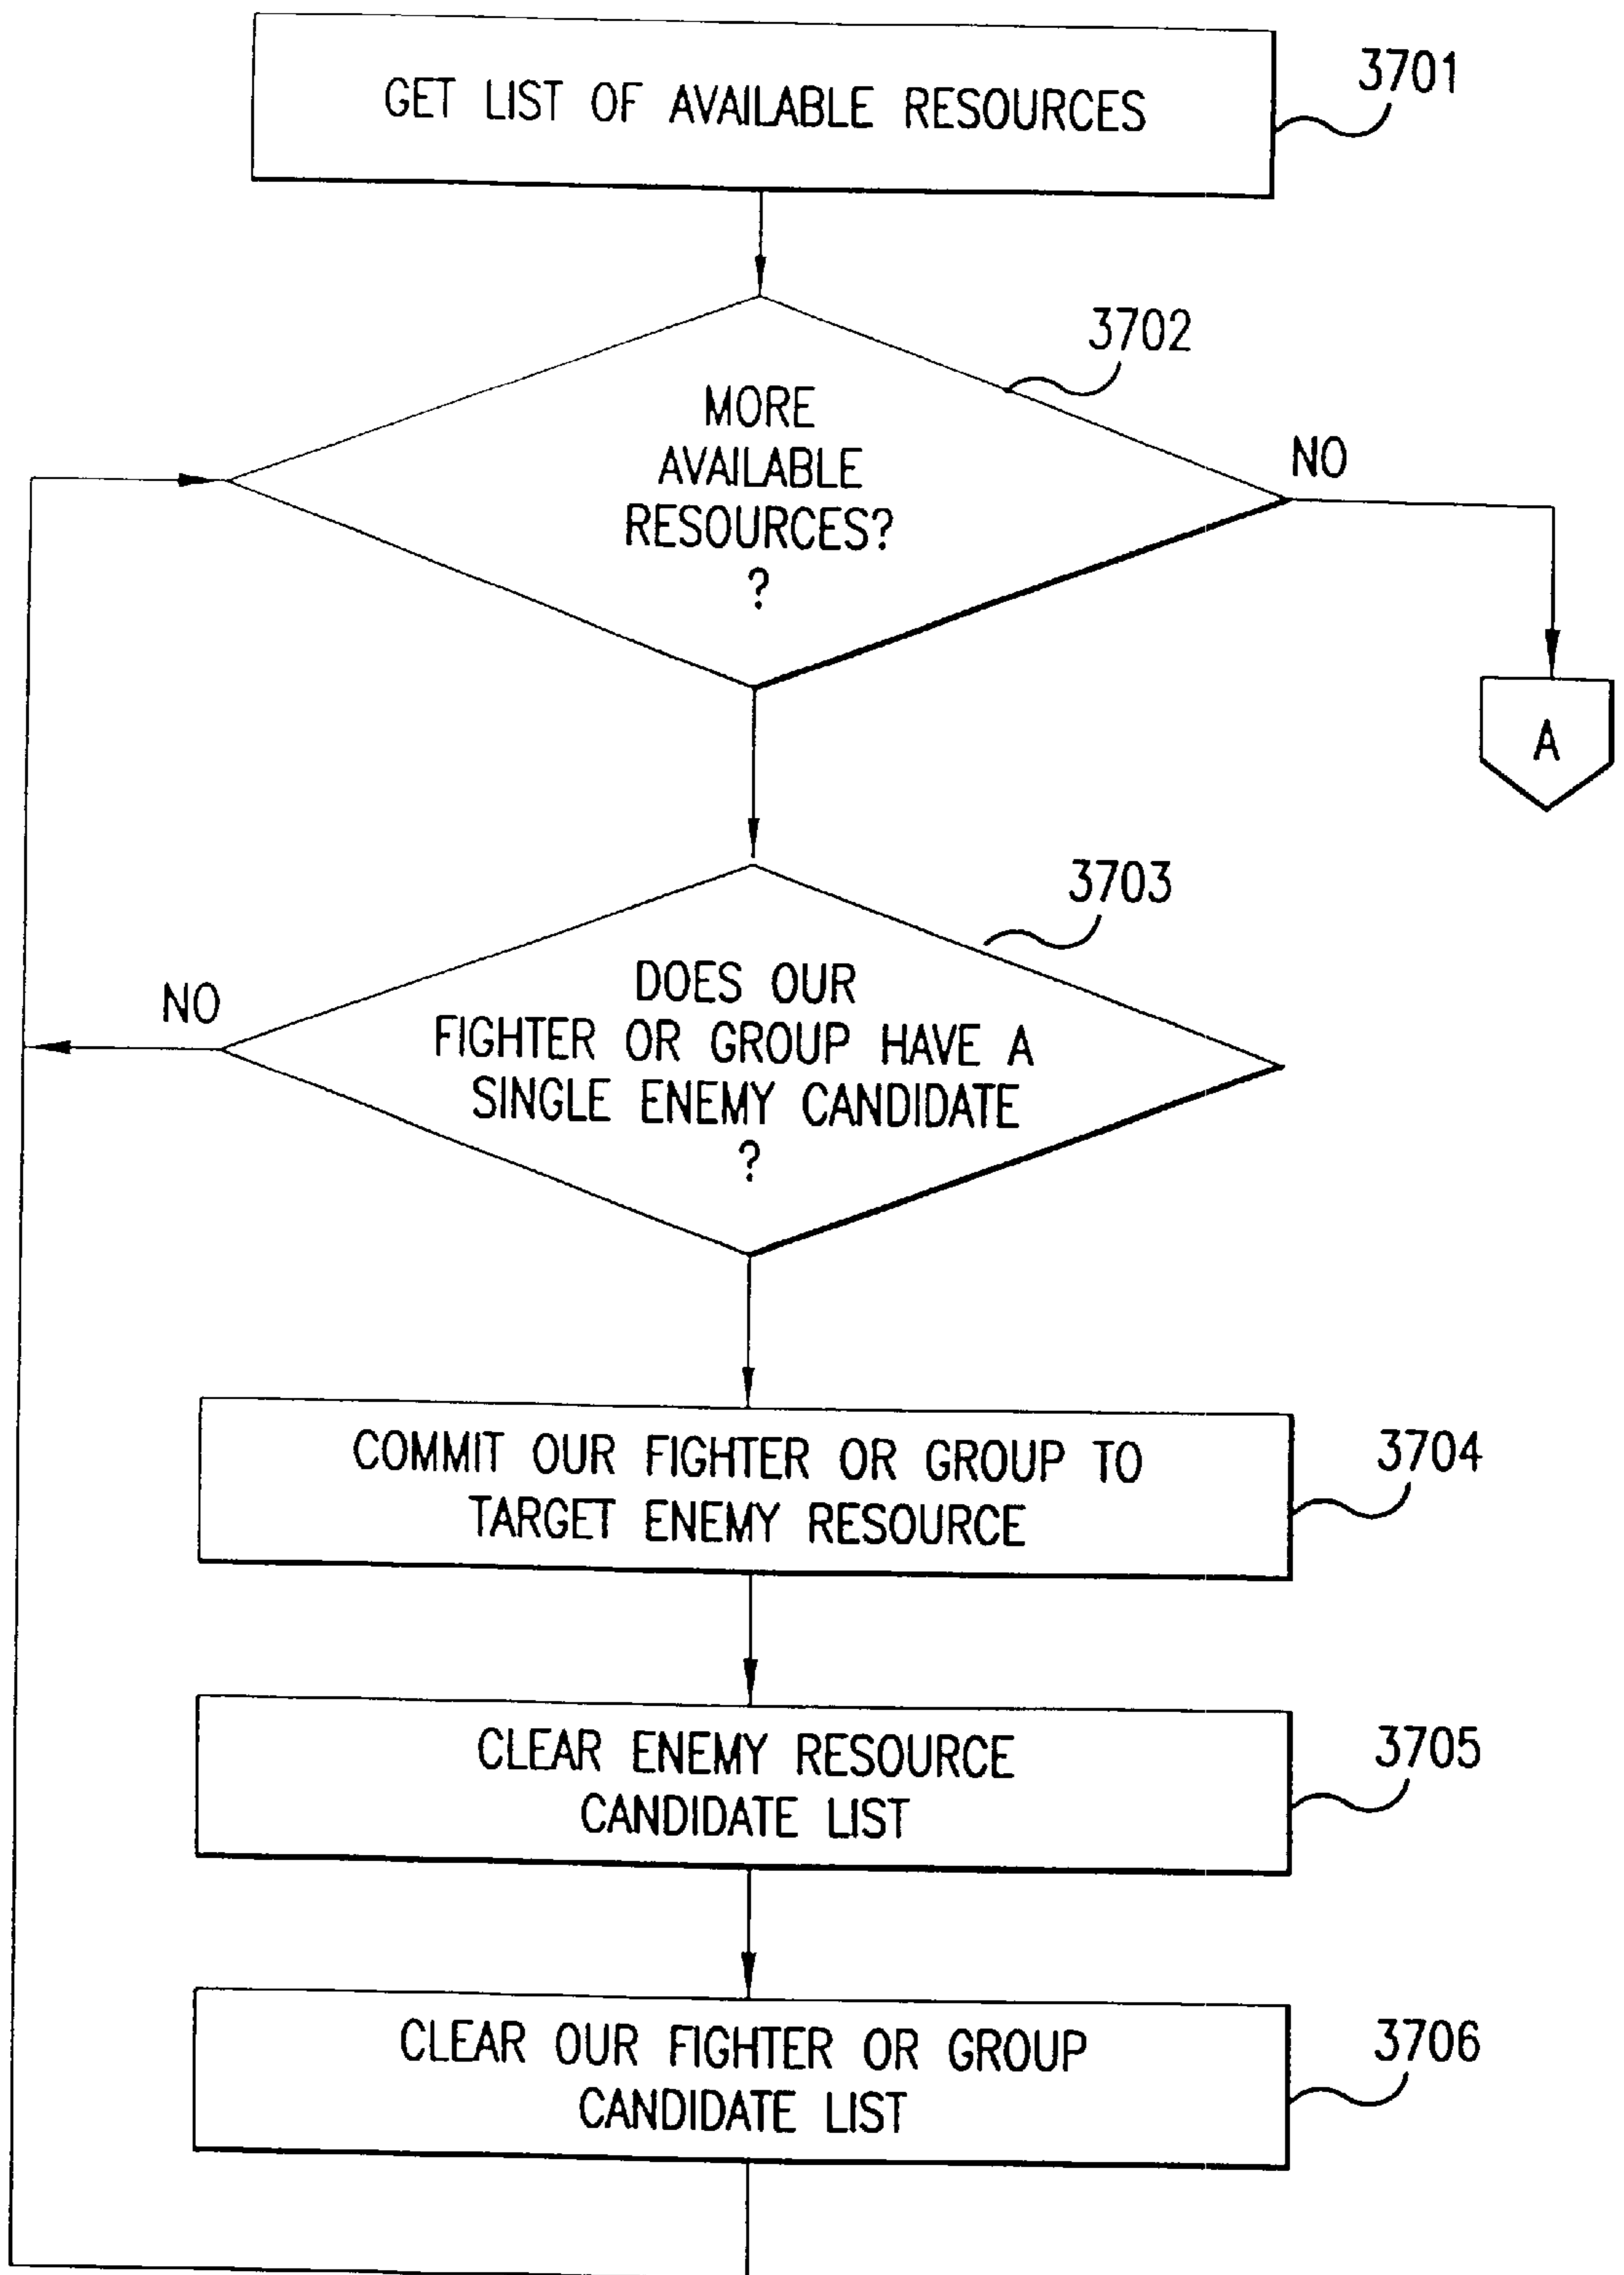 GET LIST OF AVAILABLE RESOURCES
3701
3702
MORE
AVAILABLE
RESOURCES?
?
NO
A
3703
DOES OUR
FIGHTER OR GROUP HAVE A
SINGLE ENEMY CANDIDATE
?
NO
COMMIT OUR FIGHTER OR GROUP TO
TARGET ENEMY RESOURCE
3704
CLEAR ENEMY RESOURCE
CANDIDATE LIST
3705
CLEAR OUR FIGHTER OR GROUP
CANDIDATE LIST
3706